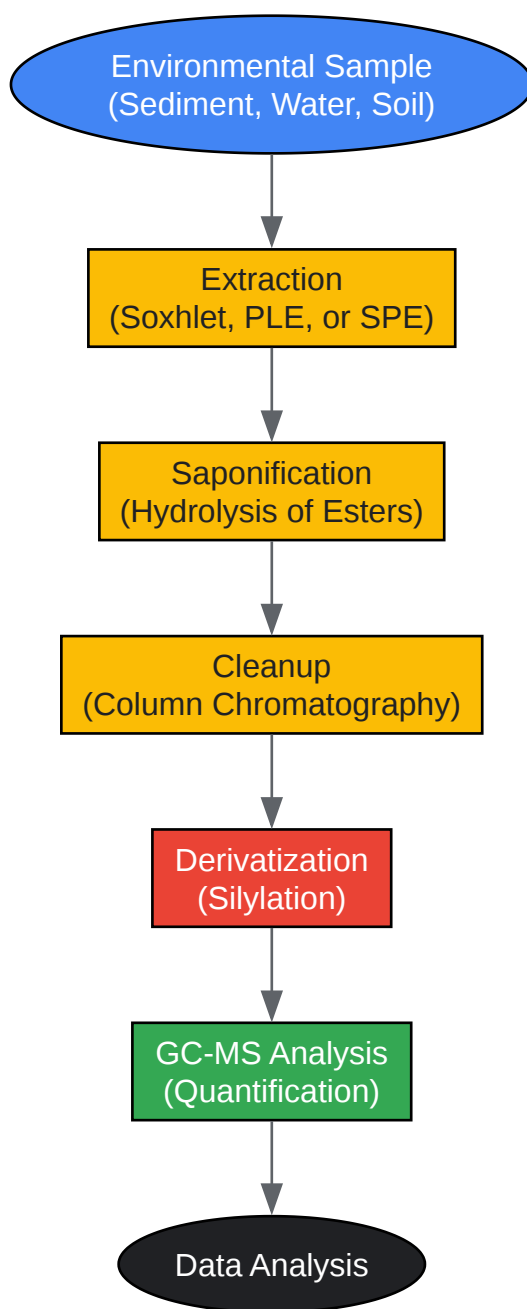 Environmental Sample
(Sediment, Water, Soil)
Extraction
(Soxhlet, PLE, or SPE)
Saponification
(Hydrolysis of Esters)
Cleanup
(Column Chromatography)
Derivatization
(Silylation)
GC-MS Analysis
(Quantification)
Data Analysis